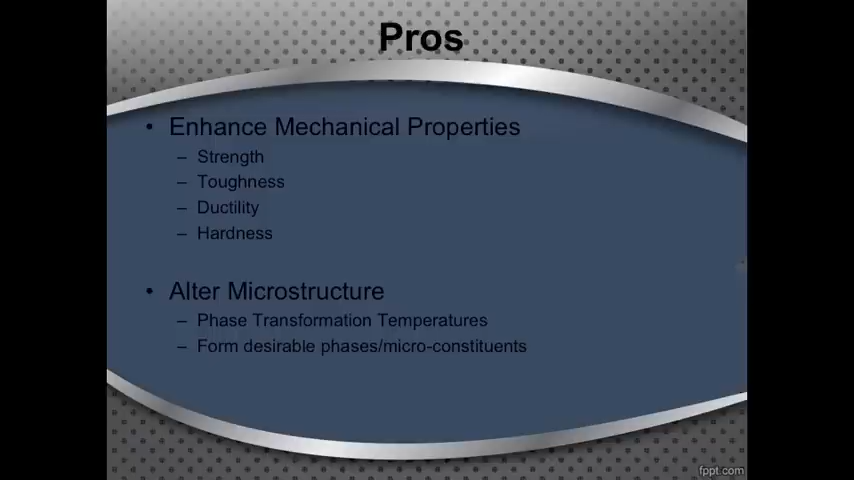 Pros
• Enhance Mechanical Properties
– Strength
– Toughness
– Ductility
– Hardness
• Alter Microstructure
– Phase Transformation Temperatures
– Form desirable phases/micro-constituents
fppt.com